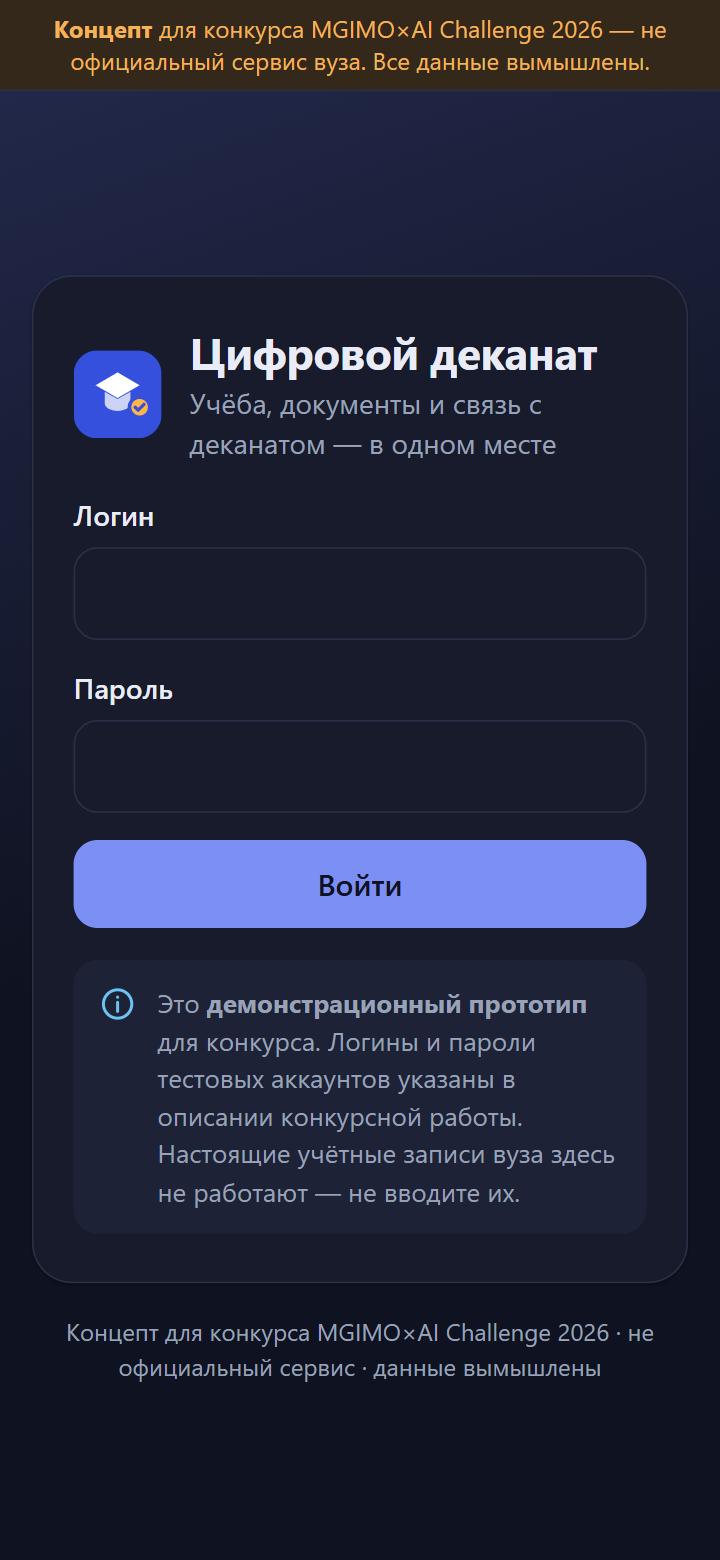 Концепт для конкурса MGIMO×AI Challenge 2026 — не
официальный сервис вуза. Все данные вымышлены.
Цифровой деканат
Учёба, документы и связь с
деканатом — в одном месте
Логин
Пароль
Войти
Это демонстрационный прототип
для конкурса. Логины и пароли
тестовых аккаунтов указаны в
описании конкурсной работы.
Настоящие учётные записи вуза здесь
не работают — не вводите их.
Концепт для конкурса MGIMO×AI Challenge 2026 · не
официальный сервис · данные вымышлены